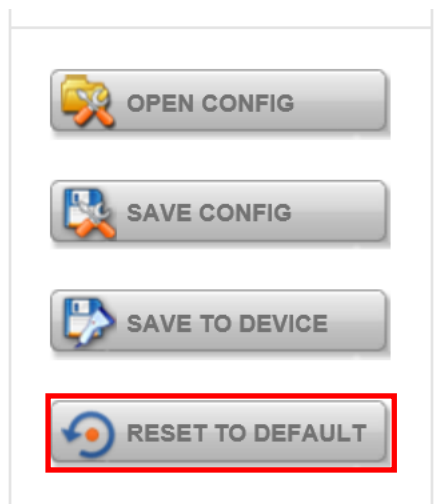 OPEN CONFIG
SAVE CONFIG
SAVE TO DEVICE
RESET TO DEFAULT